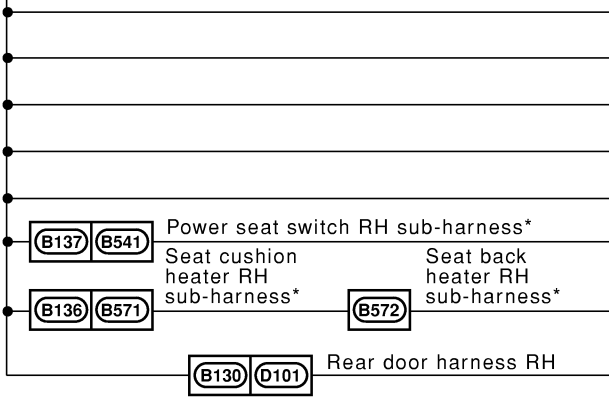 B137 B541 Power seat switch RH sub-harness*
Seat cushion
heater RH
sub-harness*
Seat back
heater RH
sub-harness*
B136 B571 B572
B130 D101 Rear door harness RH